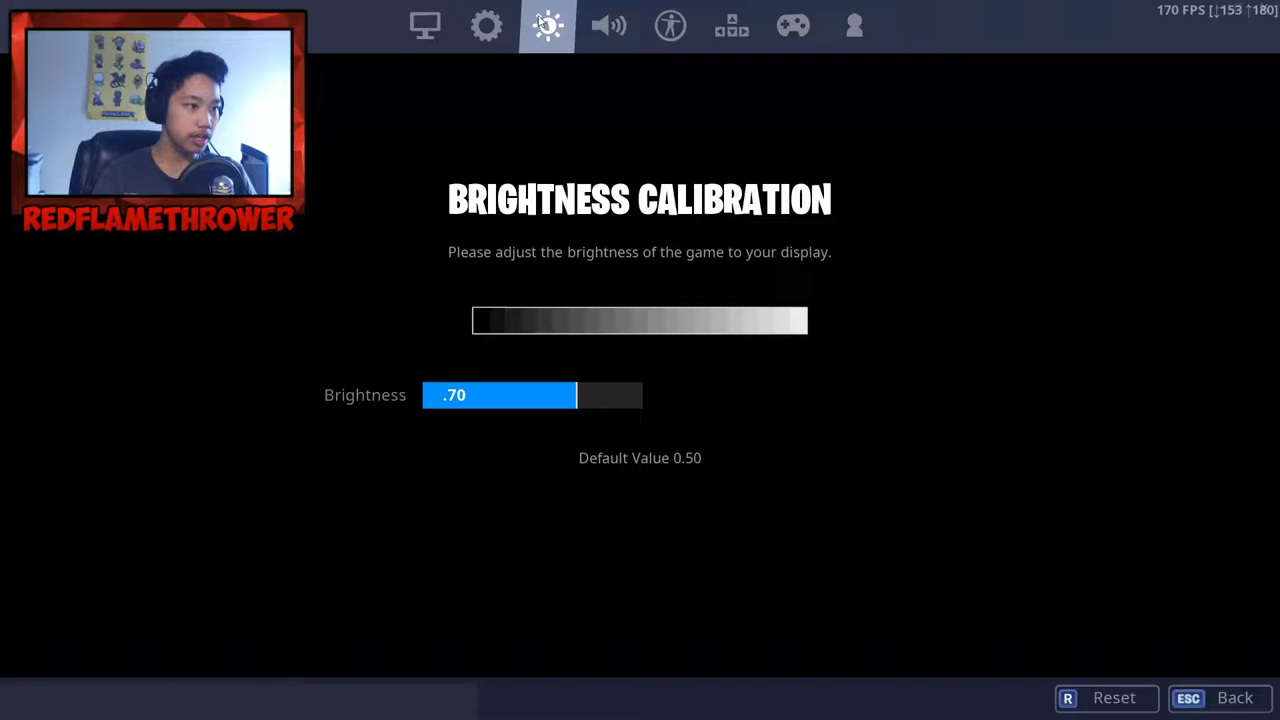 170 FPS [↓153 ↑180]
REDFLAMETHROWER
BRIGHTNESS CALIBRATION
Please adjust the brightness of the game to your display.
Brightness .70
Default Value 0.50
R Reset ESC Back